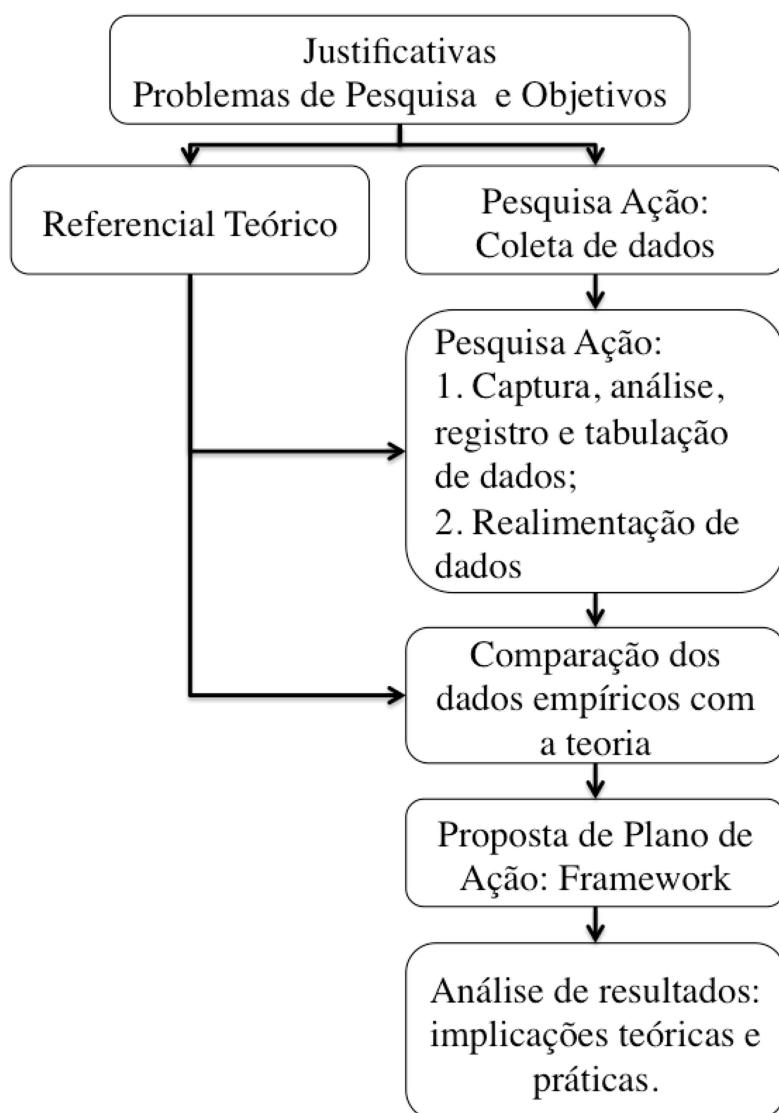 Justificativas
Problemas de Pesquisa e Objetivos
Referencial Teórico
Pesquisa Ação:
Coleta de dados
Pesquisa Ação:
1. Captura, análise,
registro e tabulação
de dados;
2. Realimentação de
dados
Comparação dos
dados empíricos com
a teoria
Proposta de Plano de
Ação: Framework
Análise de resultados:
implicações teóricas e
práticas.